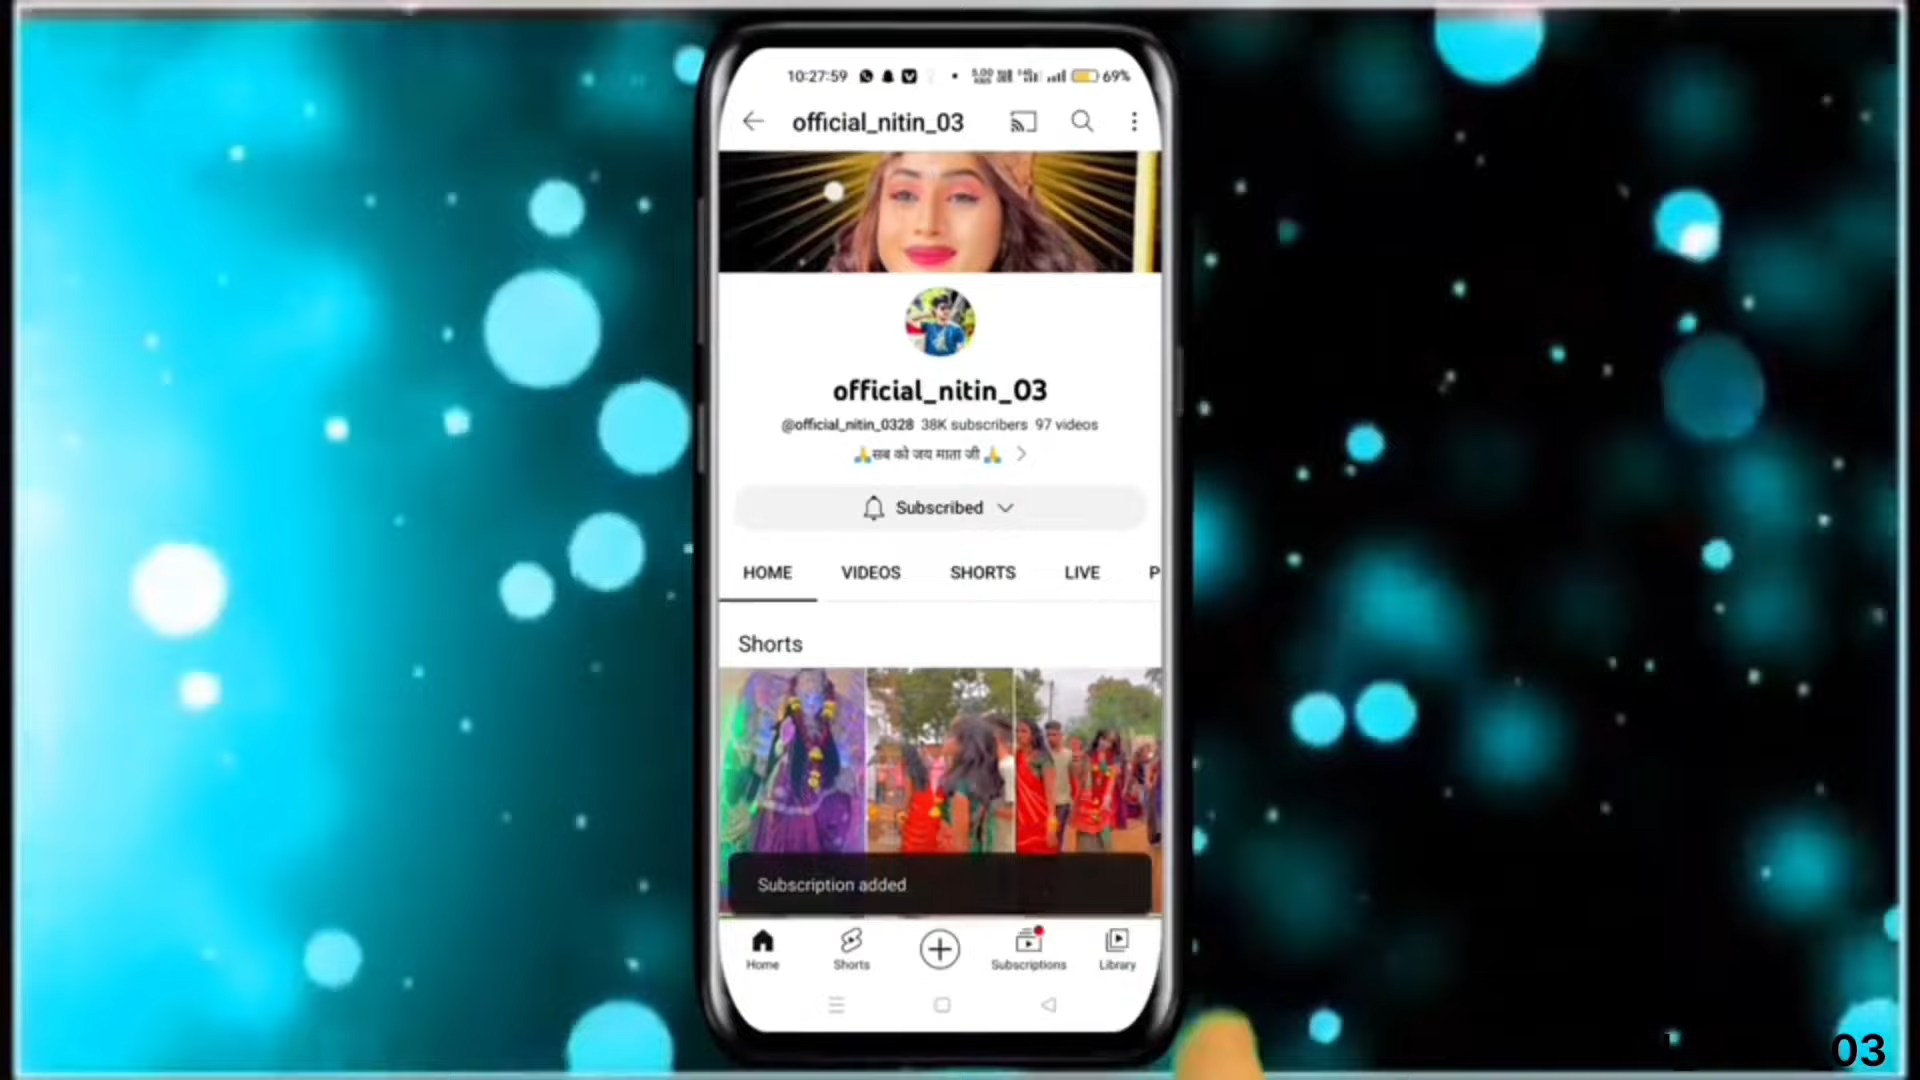 10:27:59 69%
official_nitin_03
official_nitin_03
@official_nitin_0328 38K subscribers 97 videos
🙏सब को जय माता जी 🙏
Subscribed
HOME VIDEOS SHORTS LIVE P
Shorts
Subscription added
Home Shorts Subscriptions Library
03